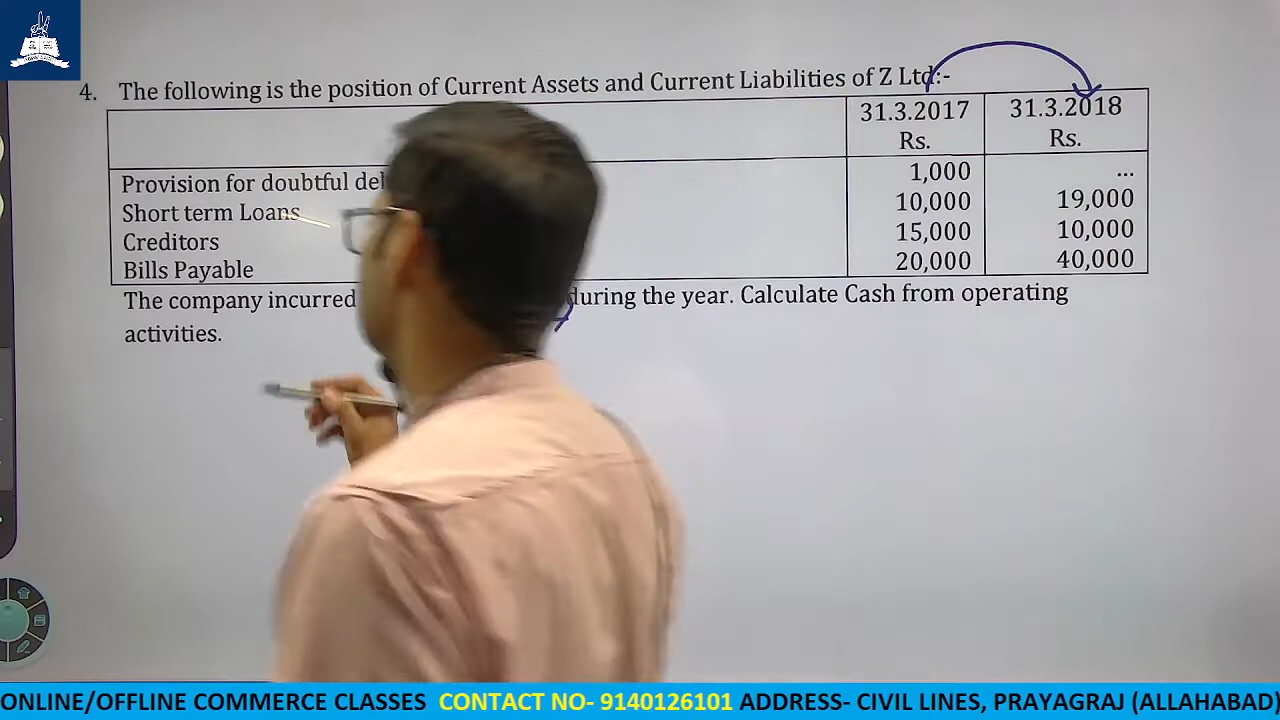 4. The following is the position of Current Assets and Current Liabilities of Z Ltd:-
31.3.2017 31.3.2018
Rs. Rs.
Provision for doubtful 1,000 ...
Short term Loans 10,000 19,000
Creditors 15,000 10,000
Bills Payable 20,000 40,000
The company incurred during the year. Calculate Cash from operating
activities.
ONLINE/OFFLINE COMMERCE CLASSES CONTACT NO- 9140126101 ADDRESS- CIVIL LINES, PRAYAGRAJ (ALLAHABAD)